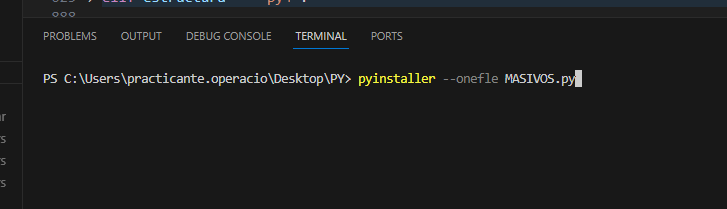 PROBLEMS OUTPUT DEBUG CONSOLE TERMINAL PORTS
PS C:\Users\practicante.operacio\Desktop\PY> pyinstaller --onefle MASIVOS.py